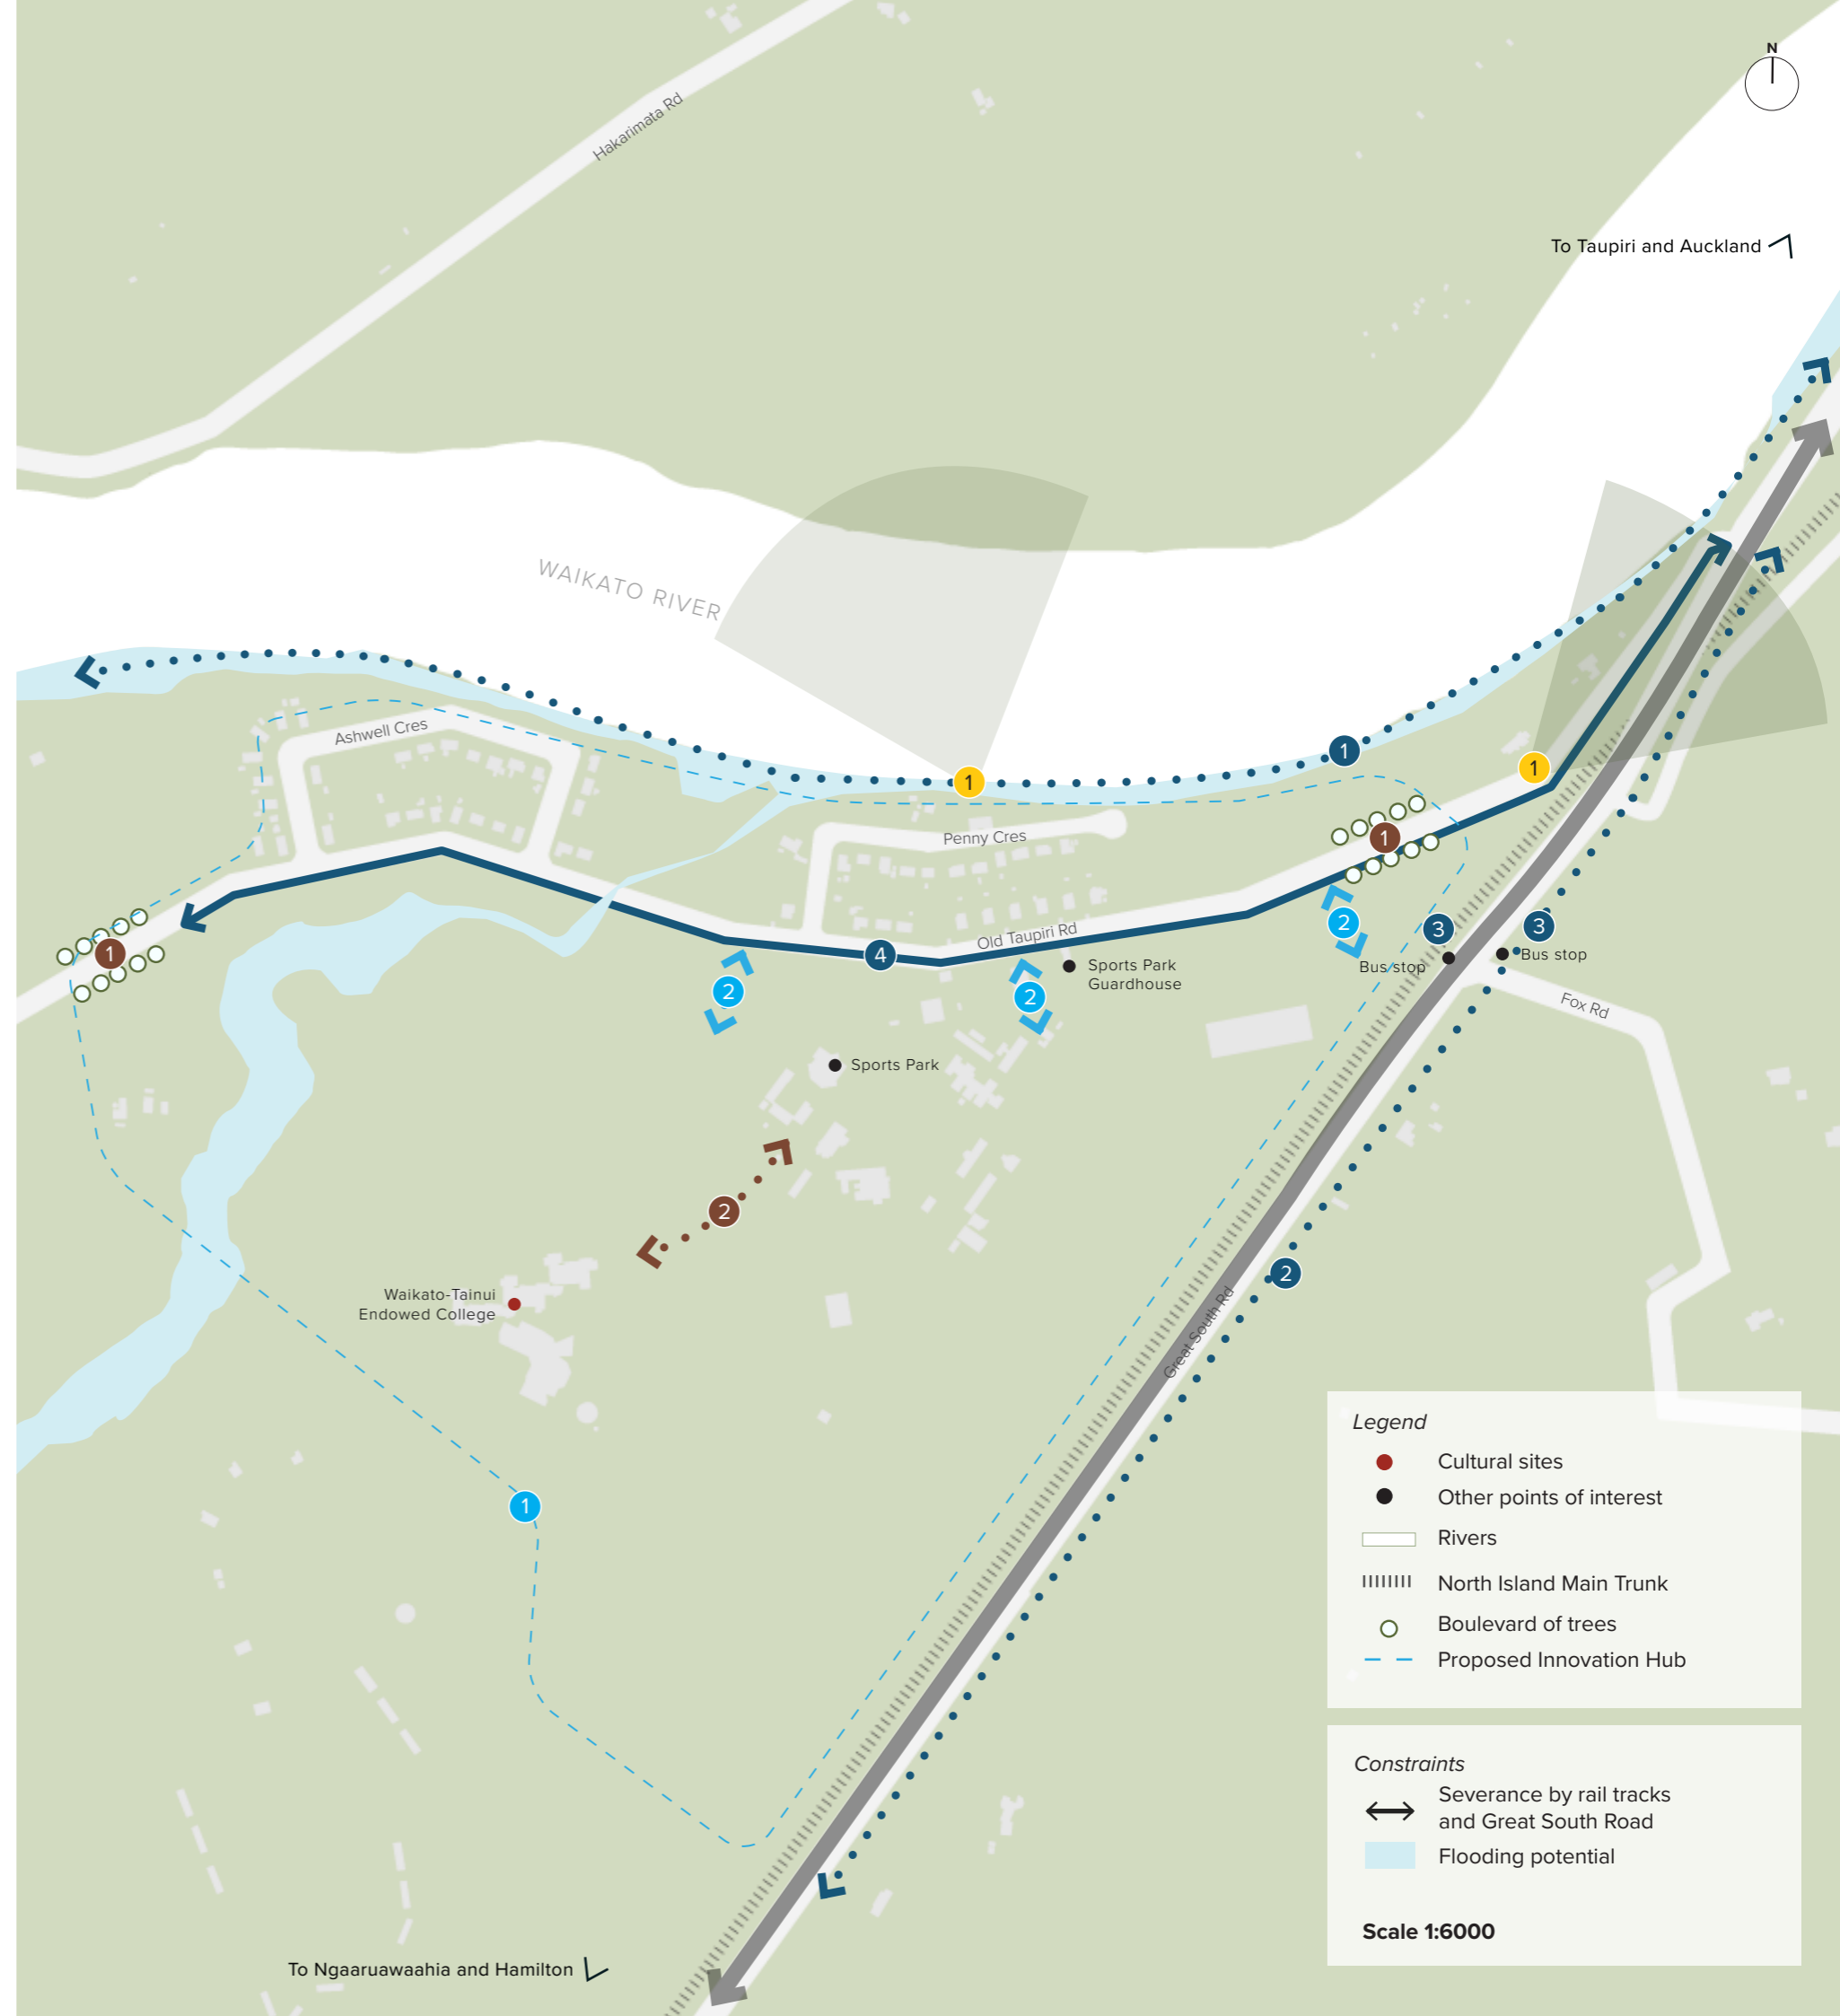 N
Hakarimata Rd
To Taupiri and Auckland
WAIKATO RIVER
Ashwell Cres
1
1
1
Penny Cres
1
1
Old Taupiri Rd
4
2
3
3
Bus stop
Bus stop
Sports Park
Guardhouse
2
2
Fox Rd
Sports Park
2
2
Waikato-Tainui
Endowed College
Great South Rd
1
Legend
Cultural sites
Other points of interest
Rivers
North Island Main Trunk
Boulevard of trees
Proposed Innovation Hub
Constraints
Severance by rail tracks
and Great South Road
Flooding potential
Scale 1:6000
To Ngaaruawaahia and Hamilton